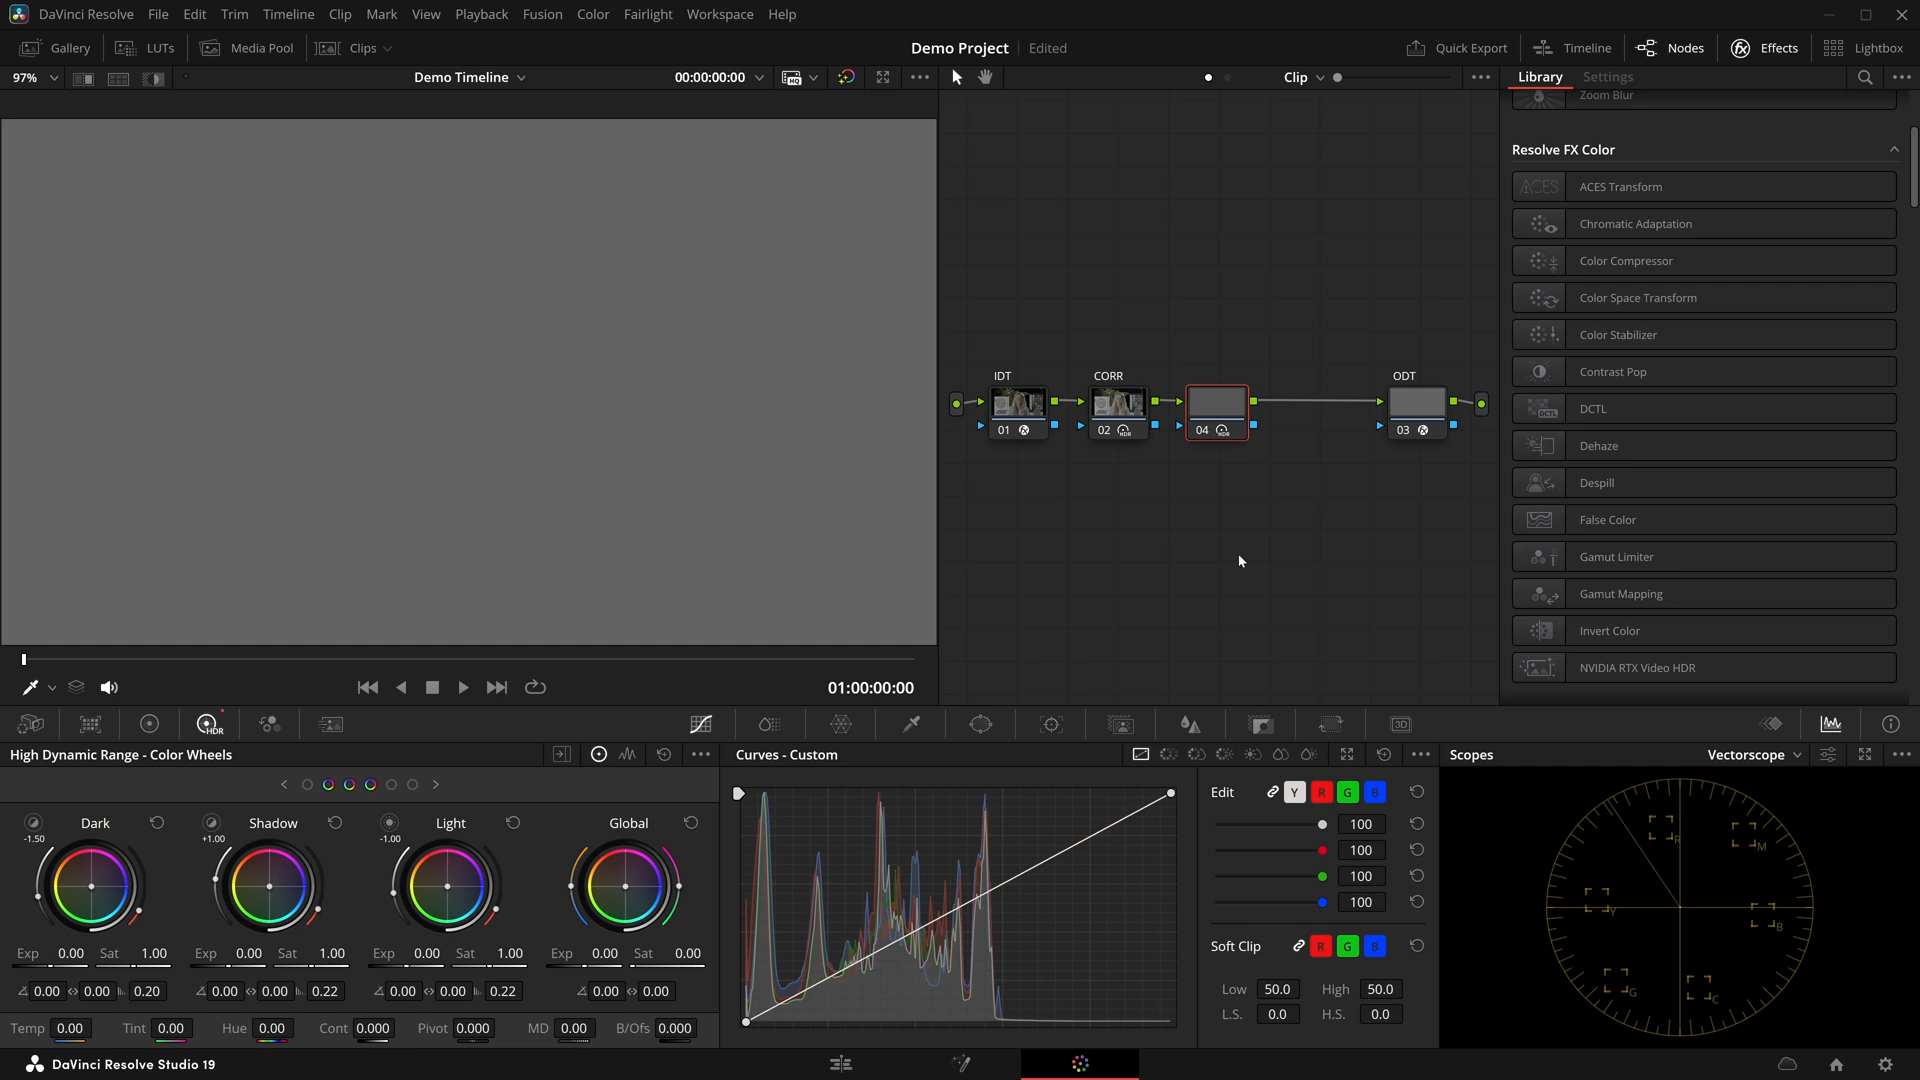 DaVinci Resolve File Edit Trim Timeline Clip Mark View Playback Fusion Color Fairlight Workspace Help
Gallery LUTs Media Pool Clips Demo Project Edited Quick Export Timeline Nodes Effects Lightbox
97% Demo Timeline 00:00:00:00 HQ Clip Library Settings
Zoom Blur
Resolve FX Color
ACES ACES Transform
Chromatic Adaptation
Color Compressor
Color Space Transform
Color Stabilizer
Contrast Pop
DCTL DCTL
Dehaze
Despill
False Color
Gamut Limiter
Gamut Mapping
Invert Color
NVIDIA RTX Video HDR
IDT CORR ODT
01 fx 02 HDR 04 HDR 03 fx
01:00:00:00
HDR 3D
High Dynamic Range - Color Wheels
Dark Shadow Light Global
-1.50 +1.00 -1.00
Exp 0.00 Sat 1.00 Exp 0.00 Sat 1.00 Exp 0.00 Sat 1.00 Exp 0.00 Sat 0.00
0.00 0.00 0.20 0.00 0.00 0.22 0.00 0.00 0.22 0.00 0.00
Temp 0.00 Tint 0.00 Hue 0.00 Cont 0.000 Pivot 0.000 MD 0.00 B/Ofs 0.000
Curves - Custom
Edit Y R G B
100
100
100
100
Soft Clip R G B
Low 50.0 High 50.0
L.S. 0.0 H.S. 0.0
Scopes Vectorscope
R M
Y B
G C
DaVinci Resolve Studio 19